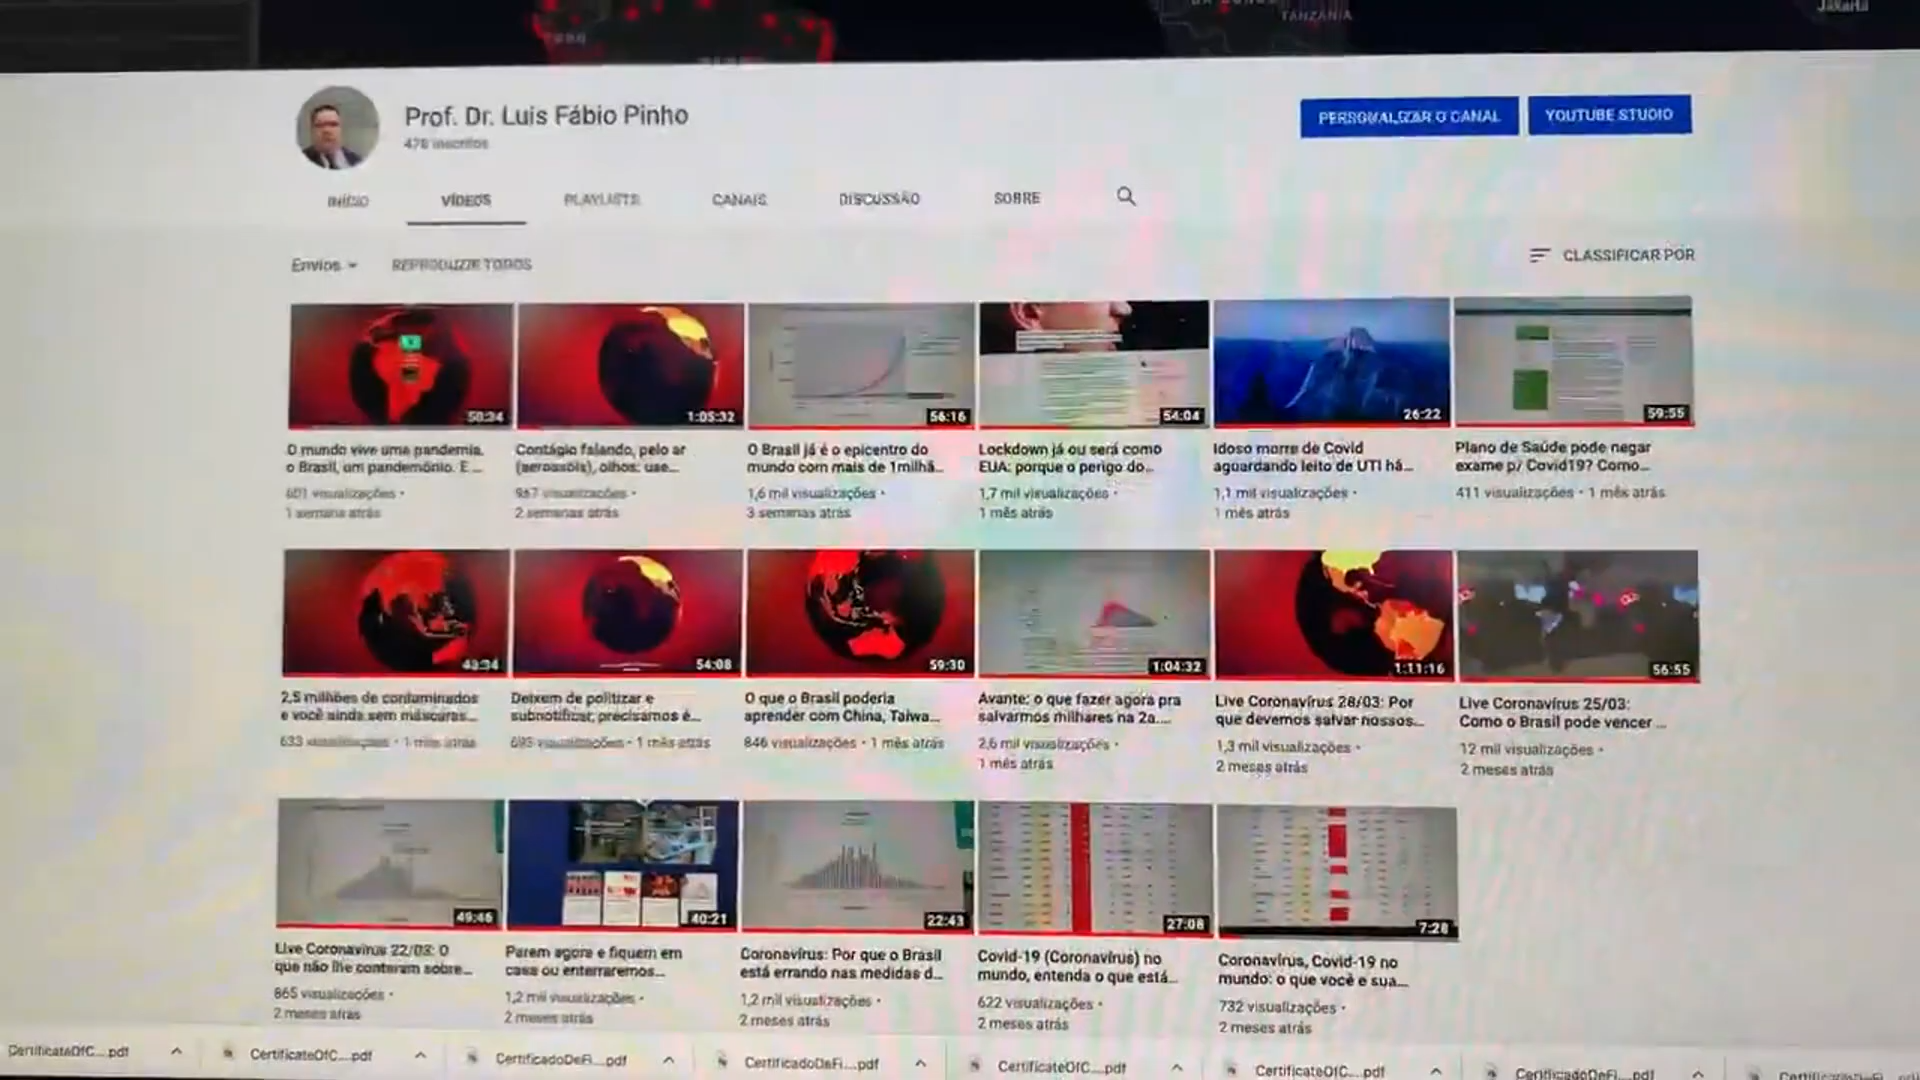 TANZANIA
Jakarta
Prof. Dr. Luis Fábio Pinho
478 inscritos
PERSONALIZAR O CANAL
YOUTUBE STUDIO
INÍCIO
VÍDEOS
PLAYLISTS
CANAIS
DISCUSSÃO
SOBRE
Envios
REPRODUZIR TODOS
CLASSIFICAR POR
50:34
1:05:32
56:16
54:04
26:22
59:55
O mundo vive uma pandemia,
o Brasil, um pandemônio. E ...
601 visualizações •
1 semana atrás
Contágio falando, pelo ar
(aerossóis), olhos: use...
967 visualizações •
2 semanas atrás
O Brasil já é o epicentro do
mundo com mais de 1milhã...
1,6 mil visualizações •
3 semanas atrás
Lockdown já ou será como
EUA: porque o perigo do...
1,7 mil visualizações •
1 mês atrás
Idoso morre de Covid
aguardando leito de UTI há...
1,1 mil visualizações •
1 mês atrás
Plano de Saúde pode negar
exame p/ Covid19? Como...
411 visualizações • 1 mês atrás
43:34
54:08
59:30
1:04:32
1:11:16
56:55
2,5 milhões de contaminados
e você ainda sem máscaras...
633 visualizações • 1 mês atrás
Deixem de politizar e
subnotificar, precisamos é...
693 visualizações • 1 mês atrás
O que o Brasil poderia
aprender com China, Taiwa...
846 visualizações • 1 mês atrás
Avante: o que fazer agora pra
salvarmos milhares na 2a....
2,6 mil visualizações •
1 mês atrás
Live Coronavírus 28/03: Por
que devemos salvar nossos...
1,3 mil visualizações •
2 meses atrás
Live Coronavírus 25/03:
Como o Brasil pode vencer ...
12 mil visualizações •
2 meses atrás
49:46
40:21
22:43
27:08
7:28
Live Coronavírus 22/03: O
que não lhe contaram sobre...
865 visualizações •
2 meses atrás
Parem agora e fiquem em
casa ou enterraremos...
1,2 mil visualizações •
2 meses atrás
Coronavírus: Por que o Brasil
está errando nas medidas d...
1,2 mil visualizações •
2 meses atrás
Covid-19 (Coronavírus) no
mundo, entenda o que está...
622 visualizações •
2 meses atrás
Coronavírus, Covid-19 no
mundo: o que você e sua...
732 visualizações •
2 meses atrás
CertificateOfC....pdf
CertificateOfC....pdf
CertificadoDeFi....pdf
CertificadoDeFi....pdf
CertificateOfC....pdf
CertificateOfC....pdf
CertificadoDeFi....pdf